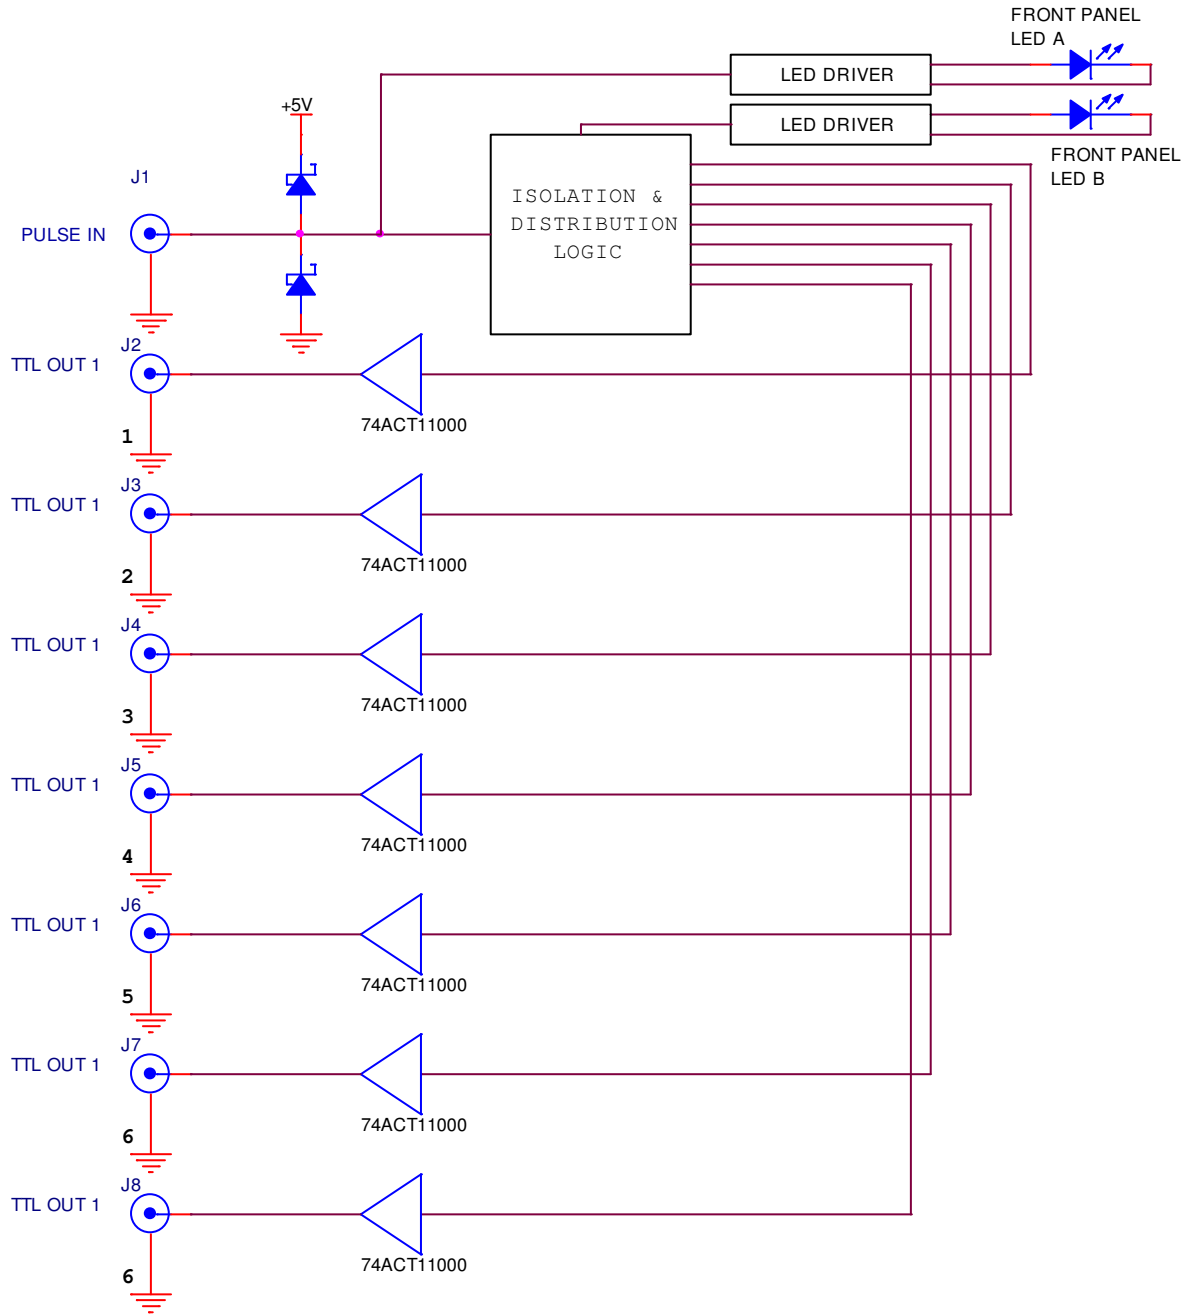 FRONT PANEL
LED A
LED DRIVER
+5V
LED DRIVER
FRONT PANEL
LED B
J1
ISOLATION &
DISTRIBUTION
LOGIC
PULSE IN
J2
TTL OUT 1
74ACT11000
1
J3
TTL OUT 1
74ACT11000
2
J4
TTL OUT 1
74ACT11000
3
J5
TTL OUT 1
74ACT11000
4
J6
TTL OUT 1
74ACT11000
5
J7
TTL OUT 1
74ACT11000
6
J8
TTL OUT 1
74ACT11000
6